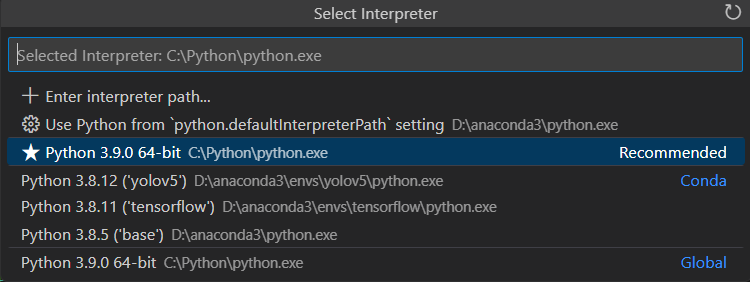 Select Interpreter
Selected Interpreter: C:\Python\python.exe
Enter interpreter path...
Use Python from `python.defaultInterpreterPath` setting D:\anaconda3\python.exe
Python 3.9.0 64-bit C:\Python\python.exe Recommended
Python 3.8.12 ('yolov5') D:\anaconda3\envs\yolov5\python.exe Conda
Python 3.8.11 ('tensorflow') D:\anaconda3\envs\tensorflow\python.exe
Python 3.8.5 ('base') D:\anaconda3\python.exe
Python 3.9.0 64-bit C:\Python\python.exe Global